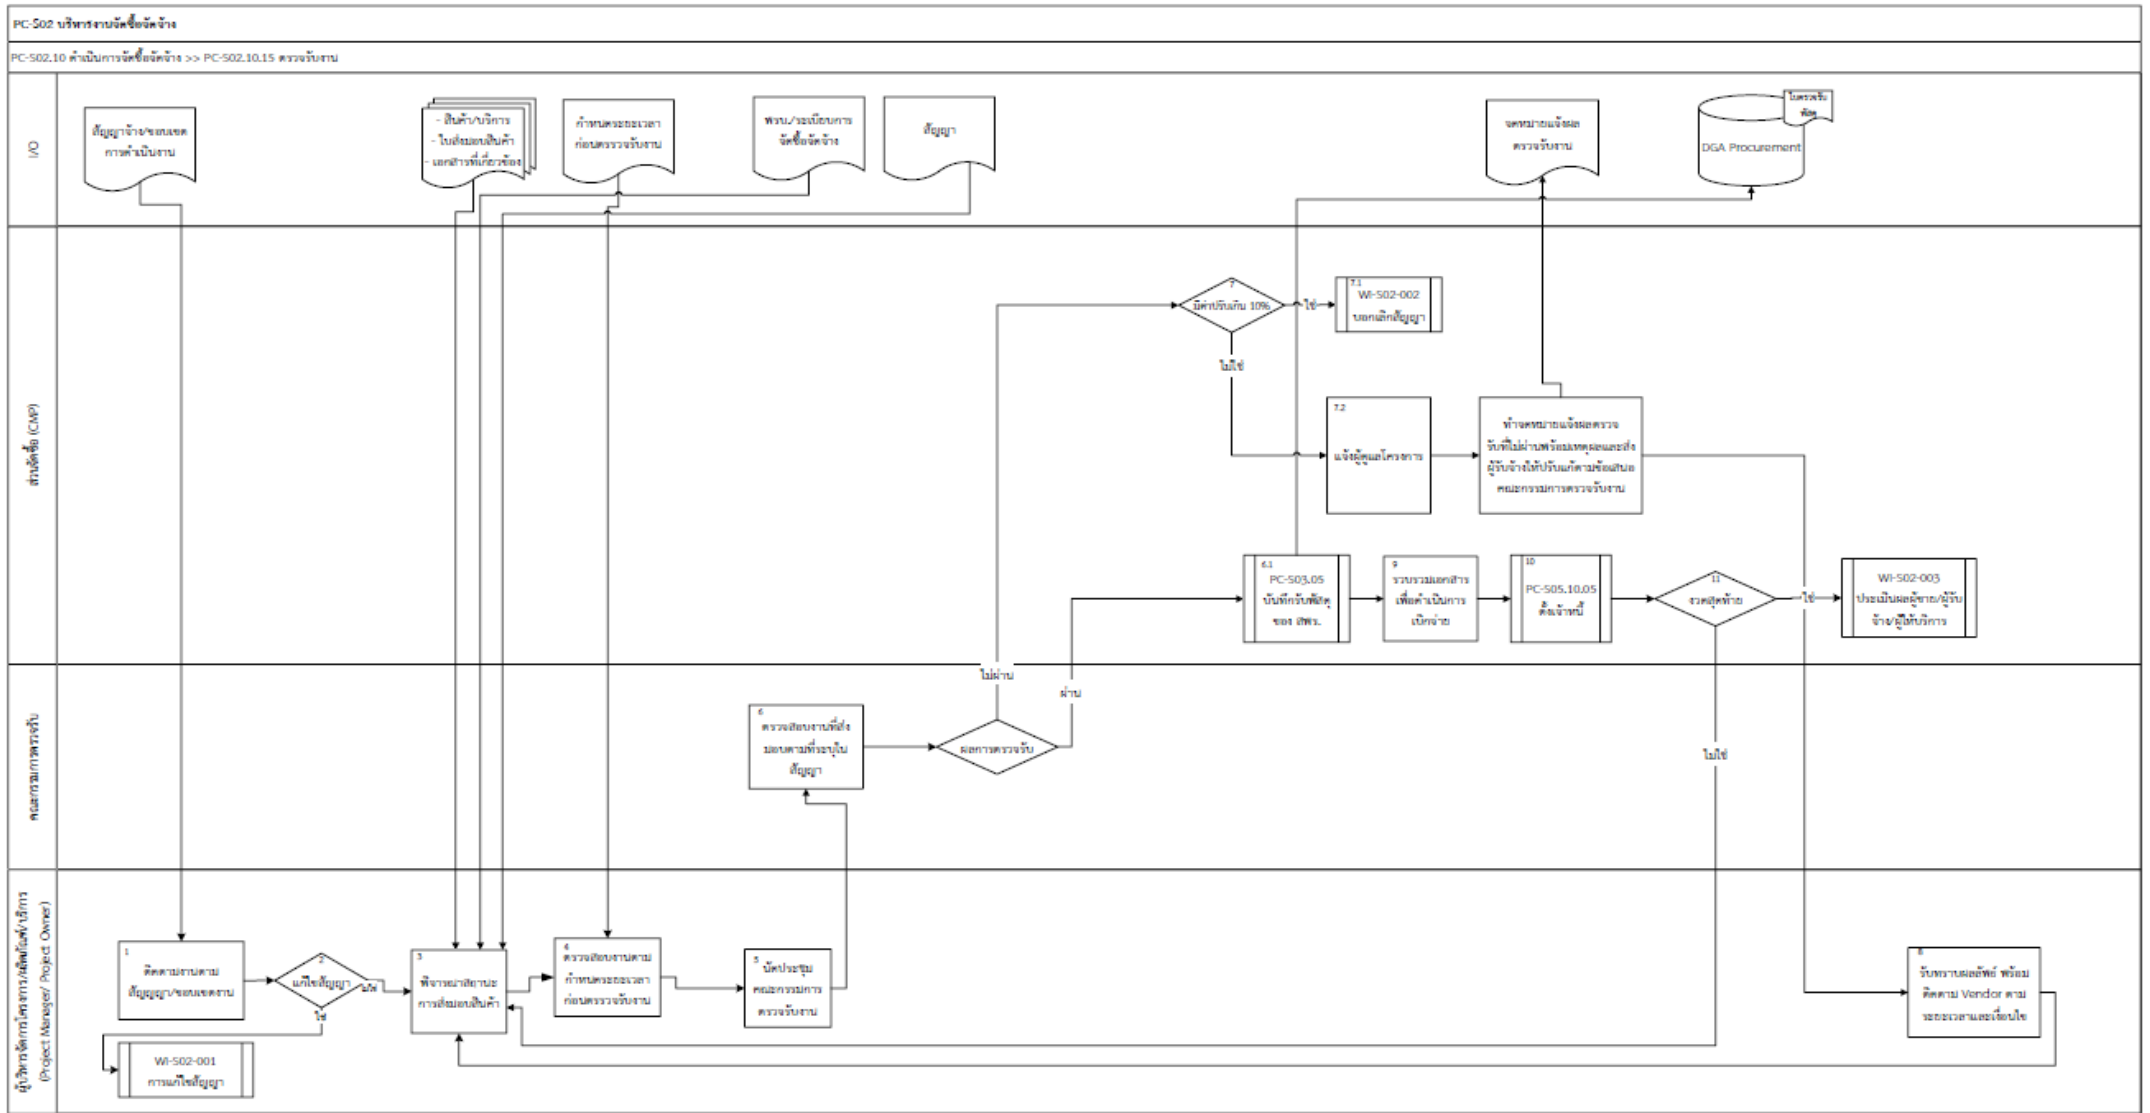 PC-S02 บริหารงานจัดซื้อจัดจ้าง
PC-S02.10 ดำเนินการจัดซื้อจัดจ้าง >> PC-S02.10.15 ตรวจรับงาน
I/O
สัญญาจ้าง/ขอบเขต
การดำเนินงาน
- สินค้า/บริการ
- ใบส่งมอบสินค้า
- เอกสารที่เกี่ยวข้อง
กำหนดระยะเวลา
ก่อนตรรวจรับงาน
พรบ./ระเบียบการ
จัดซื้อจัดจ้าง
สัญญา
จดหมายแจ้งผล
ตรวจรับงาน
ใบตรวจรับ
พัสดุ
DGA Procurement
ส่วนจัดซื้อ (CMP)
7
มีค่าปรับเกิน 10%
ใช่
7.1
WI-S02-002
บอกเลิกสัญญา
ไม่ใช่
7.2
แจ้งผู้ดูแลโครงการ
ทำจดหมายแจ้งผลตรวจ
รับที่ไม่ผ่านพร้อมเหตุผลและส่ง
ผู้รับจ้างให้ปรับแก้ตามข้อเสนอ
คณะกรรมการตรวจรับงาน
6.1
PC-S03.05
บันทึกรับพัสดุ
ของ สพร.
9
รวบรวมเอกสาร
เพื่อดำเนินการ
เบิกจ่าย
10
PC-S05.10.05
ตั้งเจ้าหนี้
11
งวดสุดท้าย
ใช่
WI-S02-003
ประเมินผลผู้ขาย/ผู้รับ
จ้าง/ผู้ให้บริการ
คณะกรรมการตรวจรับ
ไม่ผ่าน
ผ่าน
6
ตรวจสอบงานที่ส่ง
มอบตามที่ระบุใน
สัญญา
ผลการตรวจรับ
ไม่ใช่
ผู้บริหารจัดการโครงการ/ผลิตภัณฑ์/บริการ
(Project Manager/ Project Owner)
1
ติดตามงานตาม
สัญญญา/ขอบเขตงาน
2
แก้ไขสัญญา
ไม่ใช่
ใช่
WI-S02-001
การแก้ไขสัญญา
3
พิจารณาสถานะ
การส่งมอบสินค้า
4
ตรวจสอบงานตาม
กำหนดระยะเวลา
ก่อนตรรวจรับงาน
5
นัดประชุม
คณะกรรมการ
ตรวจรับงาน
8
รับทราบผลลัพธ์ พร้อม
ติดตาม Vendor ตาม
ระยะเวลาและเงื่อนไข